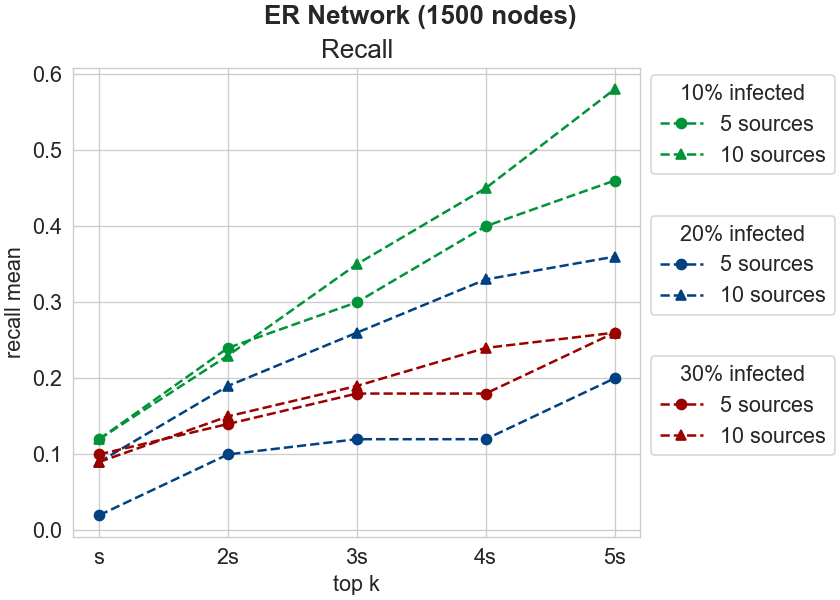 ER Network (1500 nodes)
Recall
0.6
0.5
0.4
0.3
0.2
0.1
0.0
recall mean
s 2s 3s 4s 5s
top k
10% infected
5 sources
10 sources
20% infected
5 sources
10 sources
30% infected
5 sources
10 sources